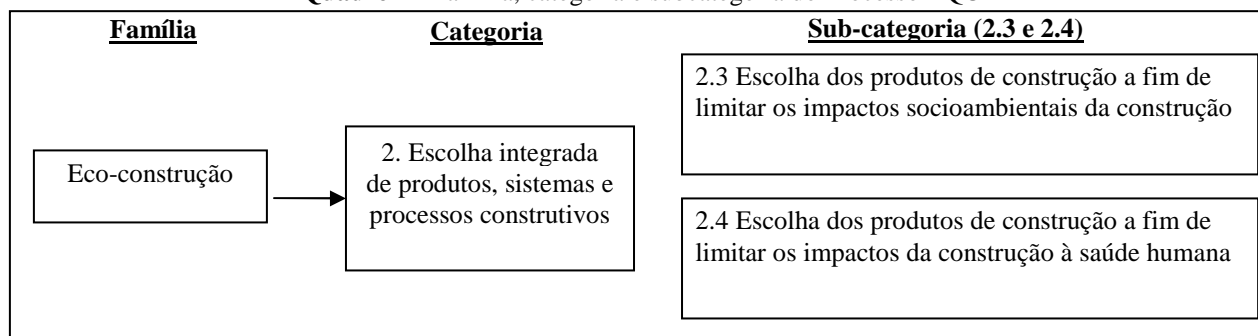 Família
Categoria
Sub-categoria (2.3 e 2.4)
Eco-construção
2. Escolha integrada
de produtos, sistemas e
processos construtivos
2.3 Escolha dos produtos de construção a fim de
limitar os impactos socioambientais da construção
2.4 Escolha dos produtos de construção a fim de
limitar os impactos da construção à saúde humana